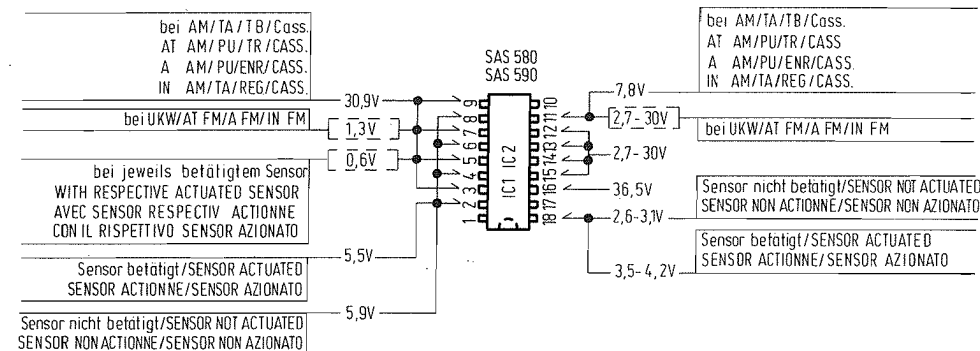 bei AM/TA/TB/Cass.
AT AM/PU/TR/CASS.
A AM/PU/ENR/CASS.
IN AM/TA/REG/CASS.
30,9V
bei UKW/AT FM/A FM/IN FM
1,3V
0,6V
bei jeweils betätigtem Sensor
WITH RESPECTIVE ACTUATED SENSOR
AVEC SENSOR RESPECTIV ACTIONNE
CON IL RISPETTIVO SENSOR AZIONATO
5,5V
Sensor betätigt/SENSOR ACTUATED
SENSOR ACTIONNE/SENSOR AZIONATO
5,9V
Sensor nicht betätigt/SENSOR NOT ACTUATED
SENSOR NON ACTIONNE/SENSOR NON AZIONATO
SAS 580
SAS 590
9
8
7
6
5
4
3
2
1
IC1 IC2
10
11
12
13
14
15
16
17
18
bei AM/TA/TB/Cass.
AT AM/PU/TR/CASS
A AM/PU/ENR/CASS.
IN AM/TA/REG/CASS.
7,8V
2,7-30V
bei UKW/AT FM/A FM/IN FM
2,7-30V
36,5V
Sensor nicht betätigt/SENSOR NOT ACTUATED
SENSOR NON ACTIONNE/SENSOR NON AZIONATO
2,6-3,1V
Sensor betätigt/SENSOR ACTUATED
SENSOR ACTIONNE/SENSOR AZIONATO
3,5-4,2V